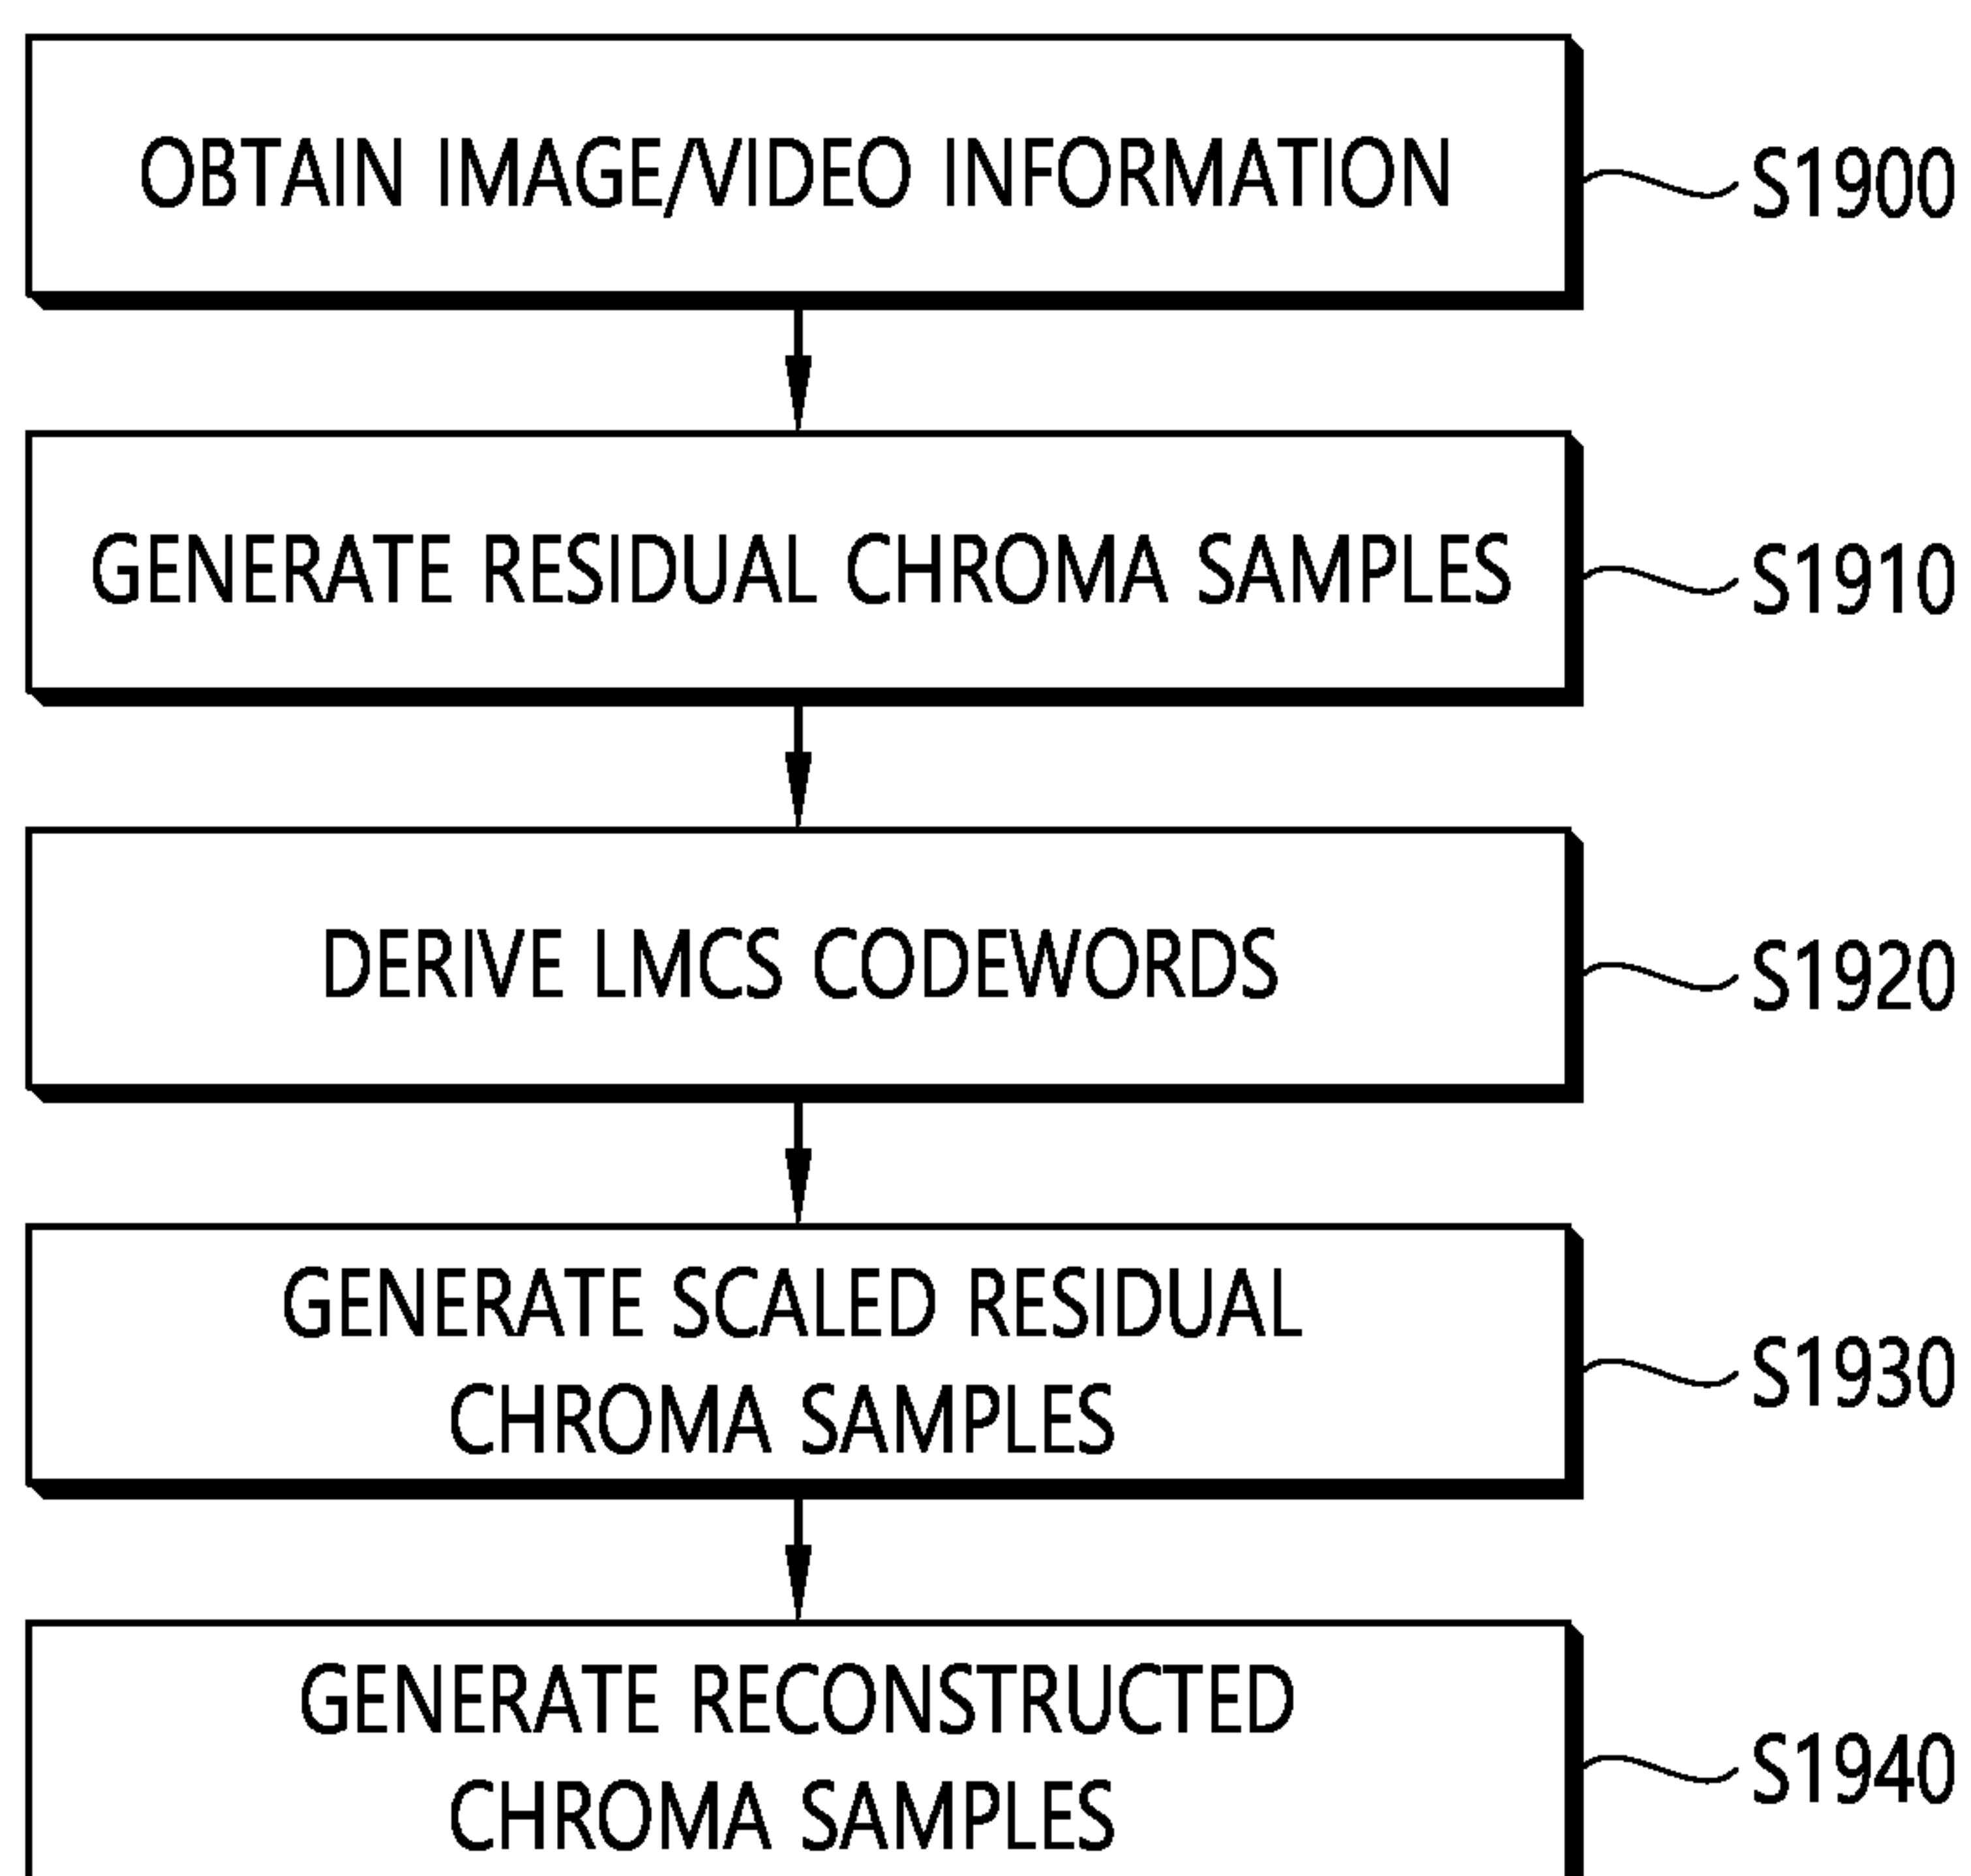 OBTAIN IMAGE/VIDEO INFORMATION
S1900
GENERATE RESIDUAL CHROMA SAMPLES
S1910
DERIVE LMCS CODEWORDS
S1920
GENERATE SCALED RESIDUAL
CHROMA SAMPLES
S1930
GENERATE RECONSTRUCTED
CHROMA SAMPLES
S1940